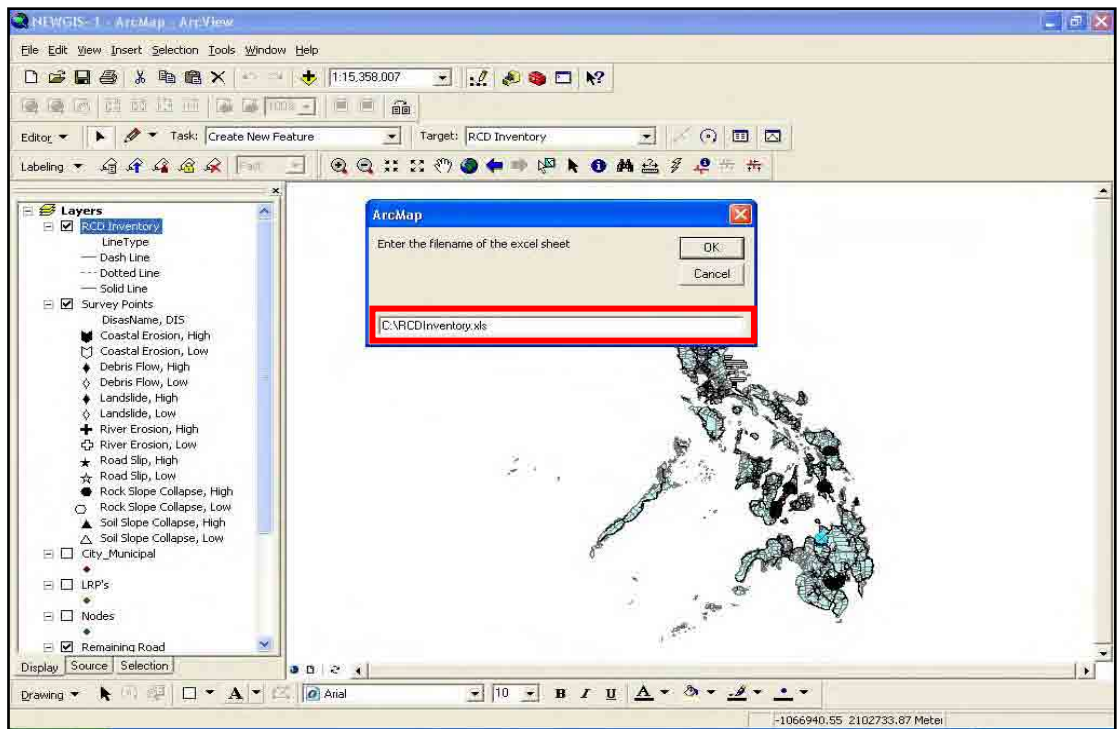 NEWGIS~1 - ArcMap - ArcView
File Edit View Insert Selection Tools Window Help
1:15,358,007
100%
Editor Task: Create New Feature Target: RCD Inventory
Labeling Fast
Layers
RCD Inventory
LineType
Dash Line
Dotted Line
Solid Line
Survey Points
DisasName, DIS
Coastal Erosion, High
Coastal Erosion, Low
Debris Flow, High
Debris Flow, Low
Landslide, High
Landslide, Low
River Erosion, High
River Erosion, Low
Road Slip, High
Road Slip, Low
Rock Slope Collapse, High
Rock Slope Collapse, Low
Soil Slope Collapse, High
Soil Slope Collapse, Low
City_Municipal
LRP's
Nodes
Remaining Road
Display Source Selection
ArcMap
Enter the filename of the excel sheet
OK
Cancel
C:\RCDInventory.xls
Drawing A Arial 10 B I U A
-1066940.55 2102733.87 Meter